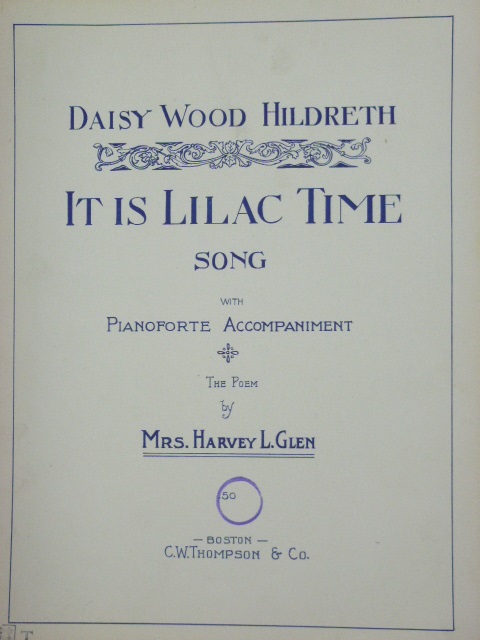 Daisy Wood Hildreth
It is Lilac Time
Song
with
Pianoforte Accompaniment
The Poem
by
Mrs. Harvey L. Glen
50
— Boston —
C.W. Thompson & Co.
T